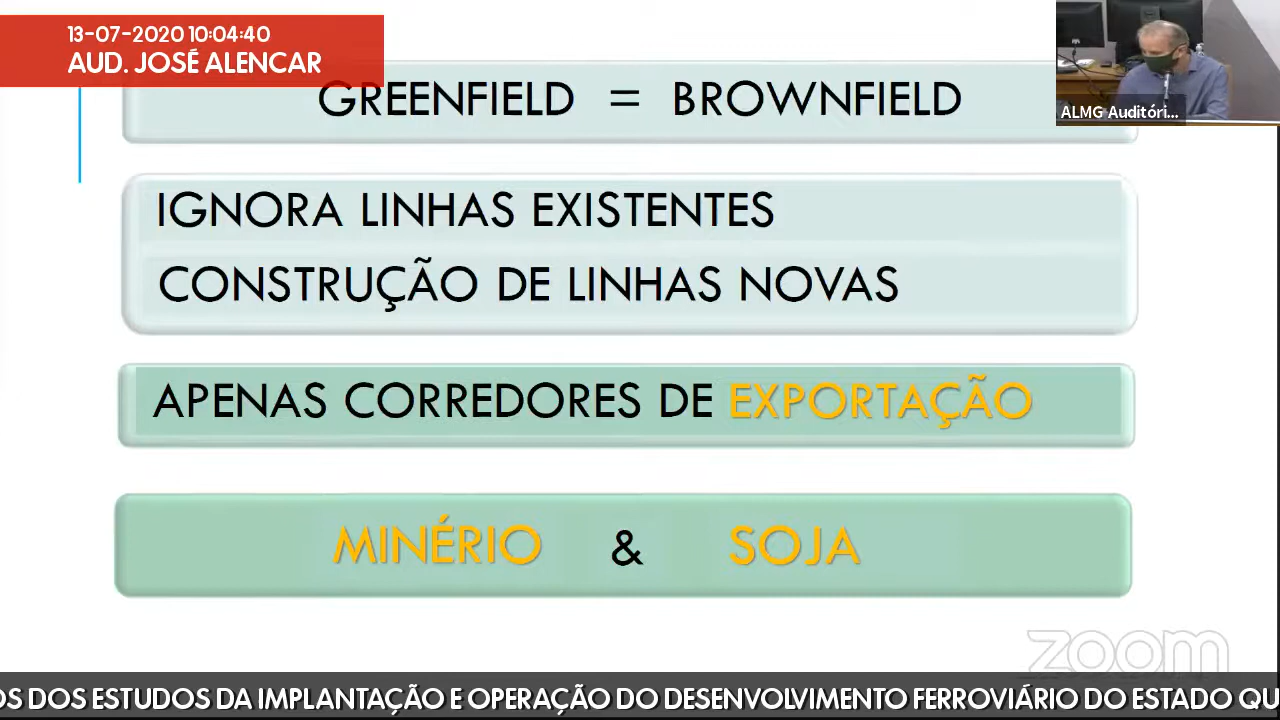 13-07-2020 10:04:40
AUD. JOSÉ ALENCAR
GREENFIELD = BROWNFIELD
ALMG Auditóri...
IGNORA LINHAS EXISTENTES
CONSTRUÇÃO DE LINHAS NOVAS
APENAS CORREDORES DE EXPORTAÇÃO
MINÉRIO & SOJA
zoom
OS DOS ESTUDOS DA IMPLANTAÇÃO E OPERAÇÃO DO DESENVOLVIMENTO FERROVIÁRIO DO ESTADO QU